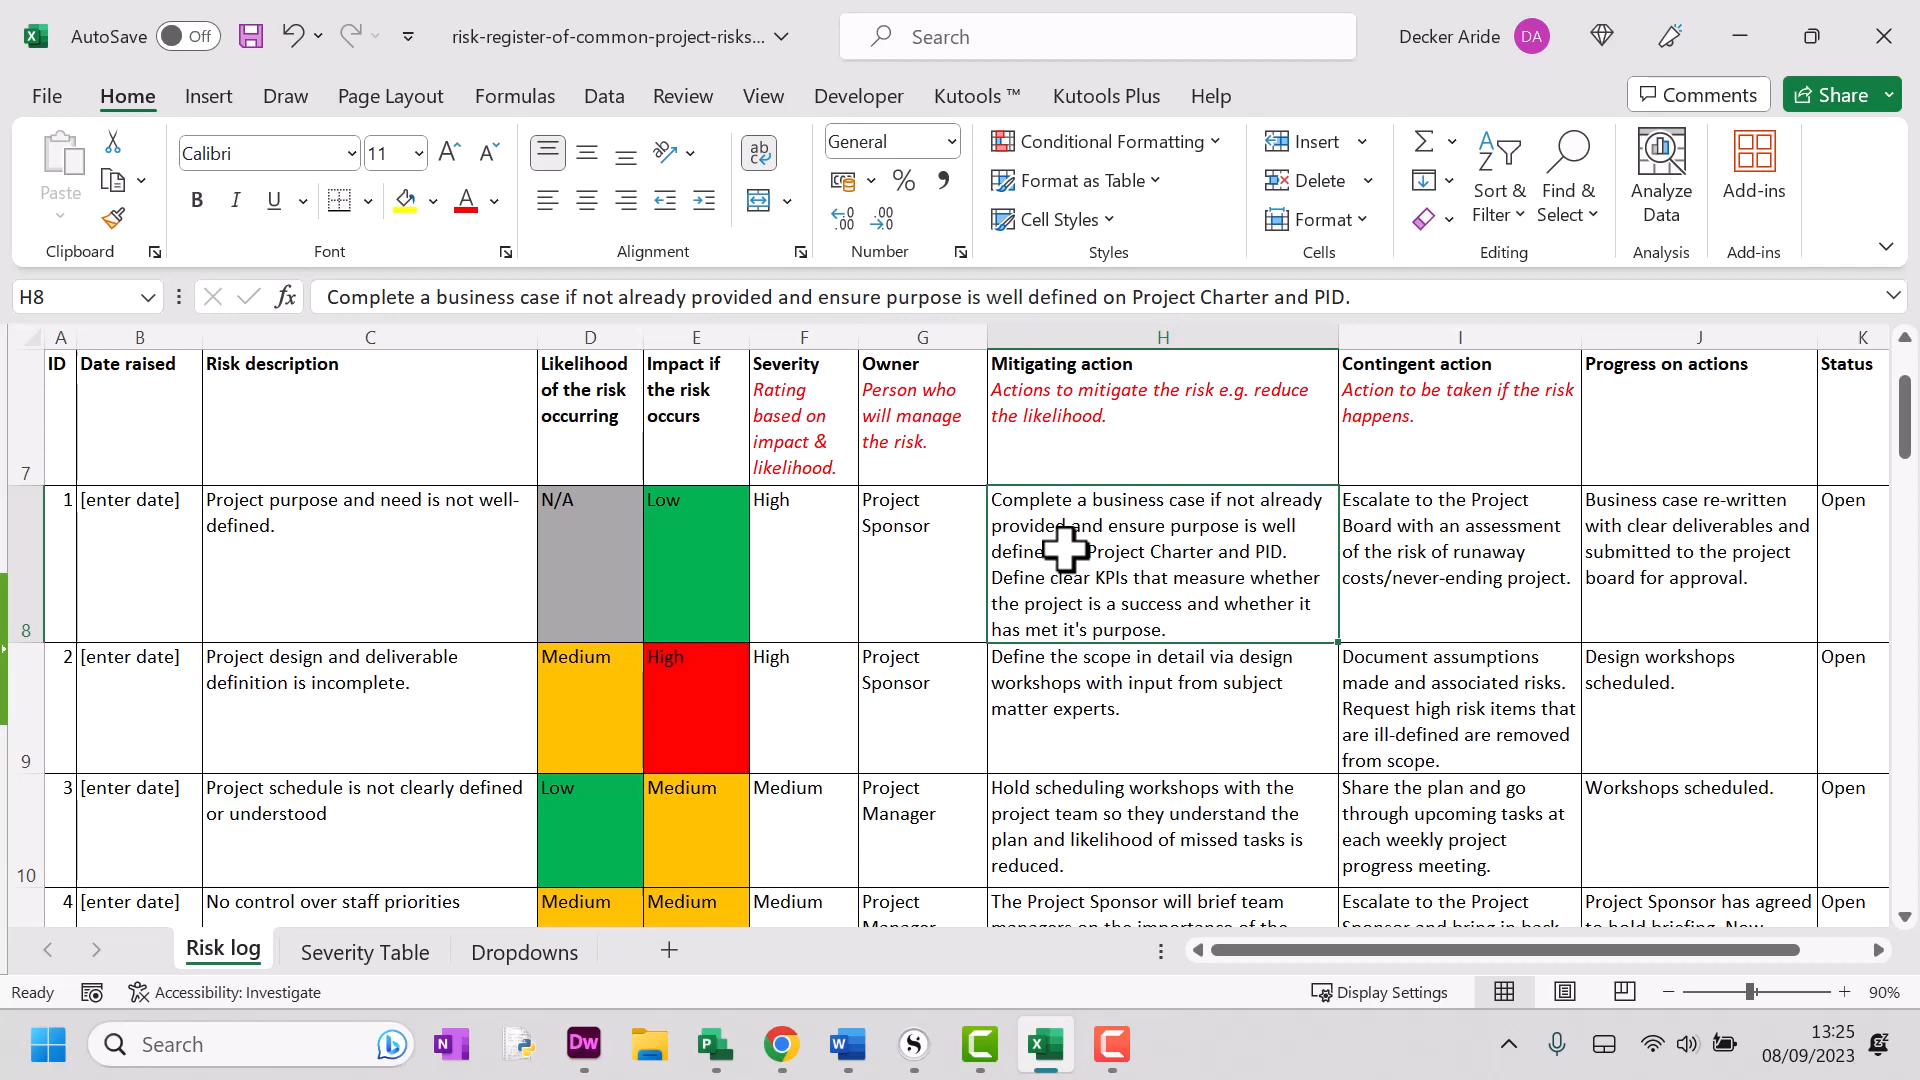 AutoSave Off risk-register-of-common-project-risks... Search Decker Aride DA
File Home Insert Draw Page Layout Formulas Data Review View Developer Kutools ™ Kutools Plus Help Comments Share
Paste Calibri 11 General Conditional Formatting Insert
Format as Table Delete Sort & Find & Analyze Add-ins
B I U Cell Styles Format Filter Select Data
Clipboard Font Alignment Number Styles Cells Editing Analysis Add-ins
H8 fx Complete a business case if not already provided and ensure purpose is well defined on Project Charter and PID.
A B C D E F G H I J K
7
ID
Date raised
Risk description
Likelihood
of the risk
occurring
Impact if
the risk
occurs
Severity
Rating
based on
impact &
likelihood.
Owner
Person who
will manage
the risk.
Mitigating action
Actions to mitigate the risk e.g. reduce
the likelihood.
Contingent action
Action to be taken if the risk
happens.
Progress on actions
Status
8
1
[enter date]
Project purpose and need is not well-
defined.
N/A
Low
High
Project
Sponsor
Complete a business case if not already
provided and ensure purpose is well
define Project Charter and PID.
Define clear KPIs that measure whether
the project is a success and whether it
has met it's purpose.
Escalate to the Project
Board with an assessment
of the risk of runaway
costs/never-ending project.
Business case re-written
with clear deliverables and
submitted to the project
board for approval.
Open
9
2
[enter date]
Project design and deliverable
definition is incomplete.
Medium
High
High
Project
Sponsor
Define the scope in detail via design
workshops with input from subject
matter experts.
Document assumptions
made and associated risks.
Request high risk items that
are ill-defined are removed
from scope.
Design workshops
scheduled.
Open
10
3
[enter date]
Project schedule is not clearly defined
or understood
Low
Medium
Medium
Project
Manager
Hold scheduling workshops with the
project team so they understand the
plan and likelihood of missed tasks is
reduced.
Share the plan and go
through upcoming tasks at
each weekly project
progress meeting.
Workshops scheduled.
Open
4
[enter date]
No control over staff priorities
Medium
Medium
Medium
Project
Manager
The Project Sponsor will brief team
managers on the importance of the
Escalate to the Project
Sponsor and bring in back
Project Sponsor has agreed
to hold briefing. Now
Open
Risk log Severity Table Dropdowns
Ready Accessibility: Investigate Display Settings 90%
Search N Dw P W S C C 13:25
08/09/2023